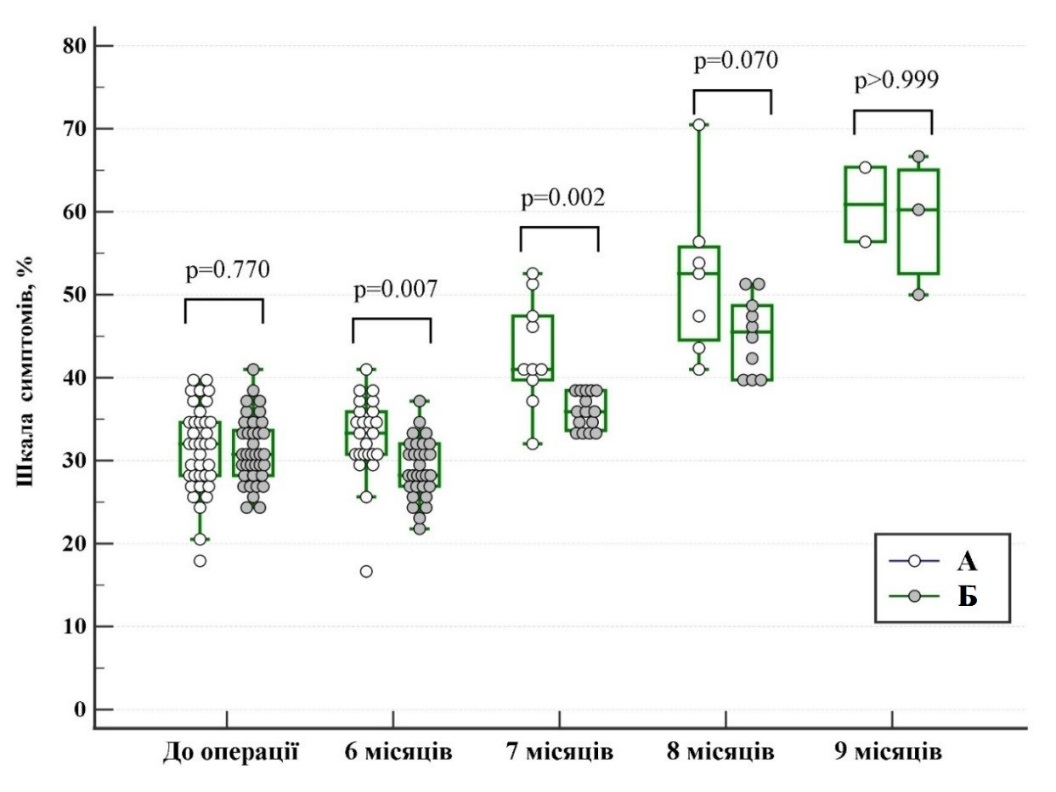 Шкала симптомів, %
80
70
60
50
40
30
20
10
0
p=0.770
p=0.007
p=0.002
p=0.070
p>0.999
А
Б
До операції
6 місяців
7 місяців
8 місяців
9 місяців